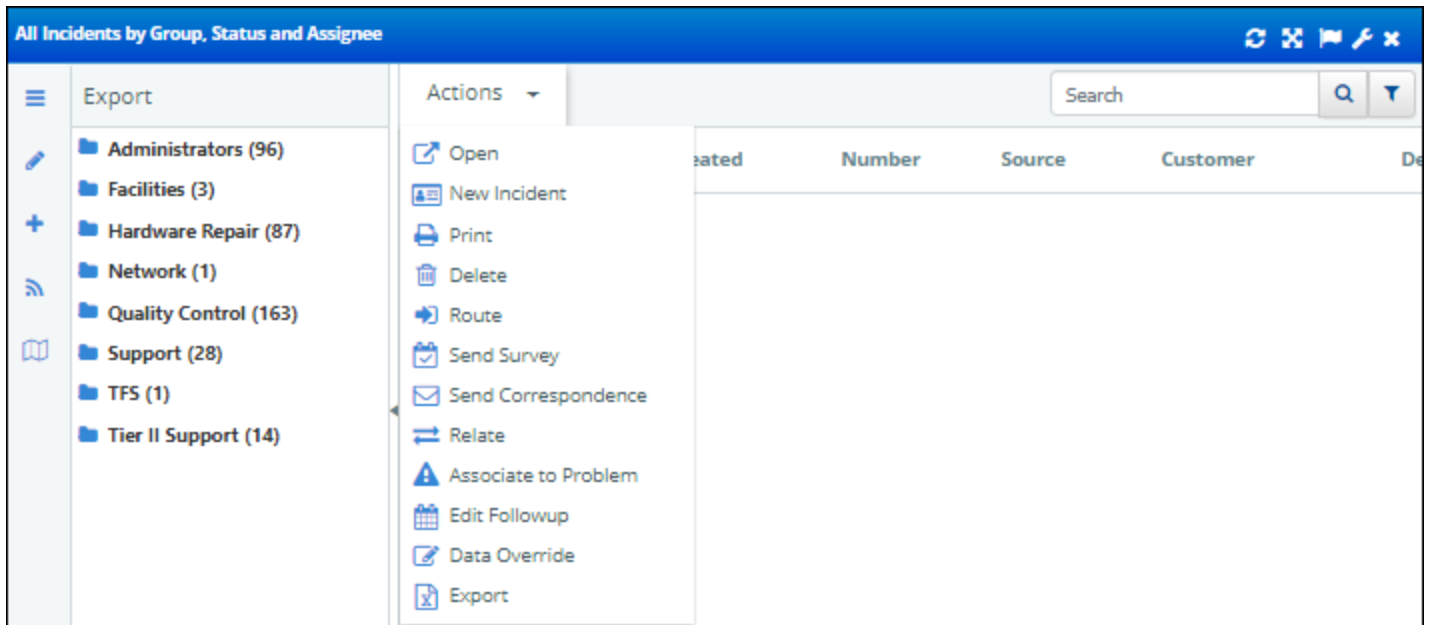 All Incidents by Group, Status and Assignee
Export
Actions
Search
Administrators (96)
Facilities (3)
Hardware Repair (87)
Network (1)
Quality Control (163)
Support (28)
TFS (1)
Tier II Support (14)
Open
New Incident
Print
Delete
Route
Send Survey
Send Correspondence
Relate
Associate to Problem
Edit Followup
Data Override
Export
eated Number Source Customer De